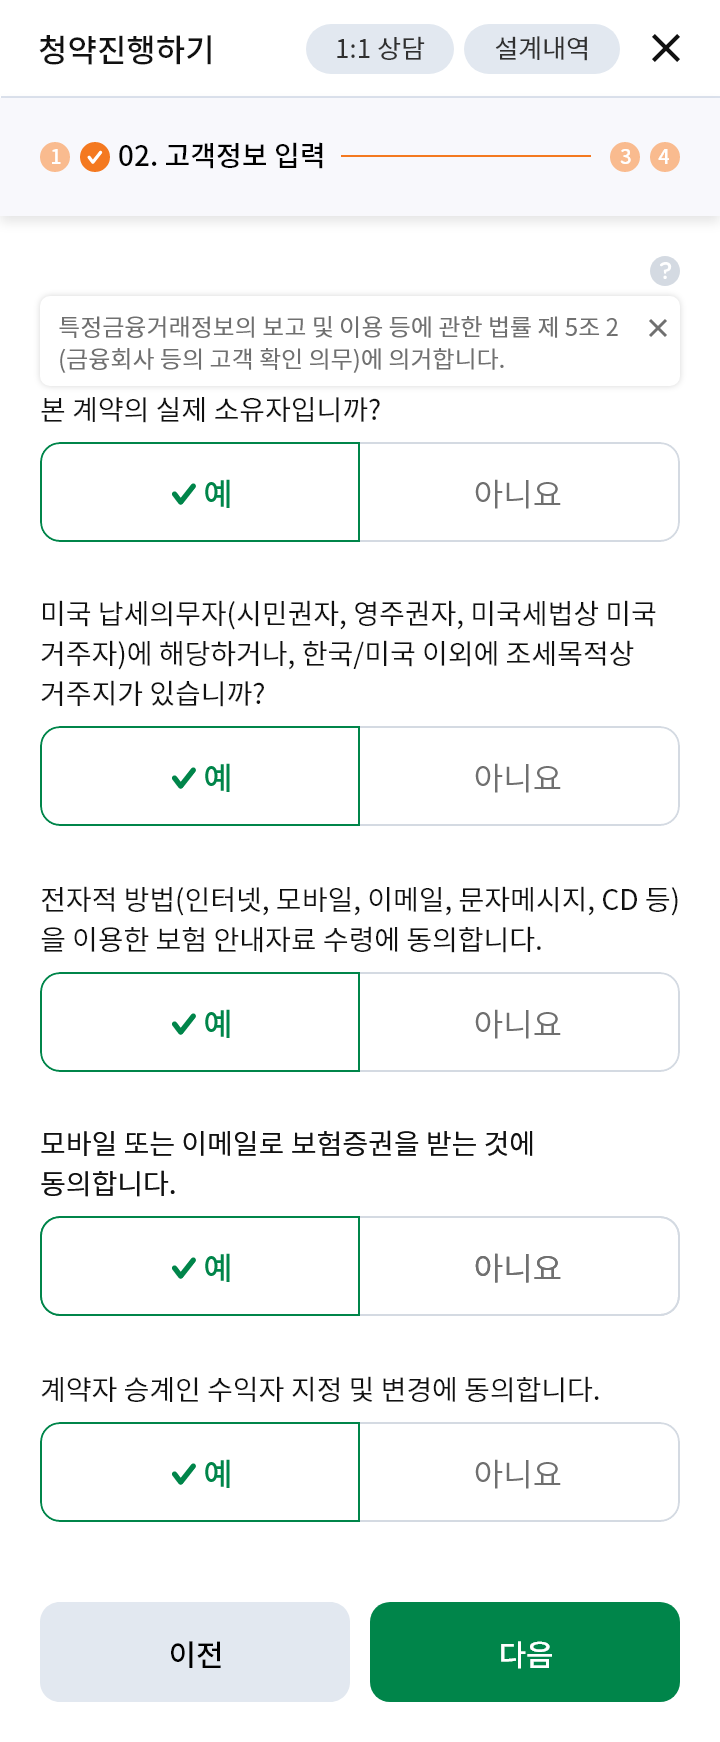 청약진행하기
1:1 상담
설계내역
1
02. 고객정보 입력
3
4
?
특정금융거래정보의 보고 및 이용 등에 관한 법률 제 5조 2
(금융회사 등의 고객 확인 의무)에 의거합니다.
본 계약의 실제 소유자입니까?
예
아니요
미국 납세의무자(시민권자, 영주권자, 미국세법상 미국
거주자)에 해당하거나, 한국/미국 이외에 조세목적상
거주지가 있습니까?
예
아니요
전자적 방법(인터넷, 모바일, 이메일, 문자메시지, CD 등)
을 이용한 보험 안내자료 수령에 동의합니다.
예
아니요
모바일 또는 이메일로 보험증권을 받는 것에
동의합니다.
예
아니요
계약자 승계인 수익자 지정 및 변경에 동의합니다.
예
아니요
이전
다음